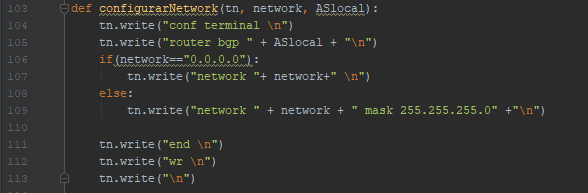 103 def configurarNetwork(tn, network, ASlocal):
104 tn.write("conf terminal \n")
105 tn.write("router bgp " + ASlocal + "\n")
106 if(network=="0.0.0.0"):
107 tn.write("network "+ network+" \n")
108 else:
109 tn.write("network " + network + " mask 255.255.255.0" +"\n")
110
111 tn.write("end \n")
112 tn.write("wr \n")
113 tn.write("\n")